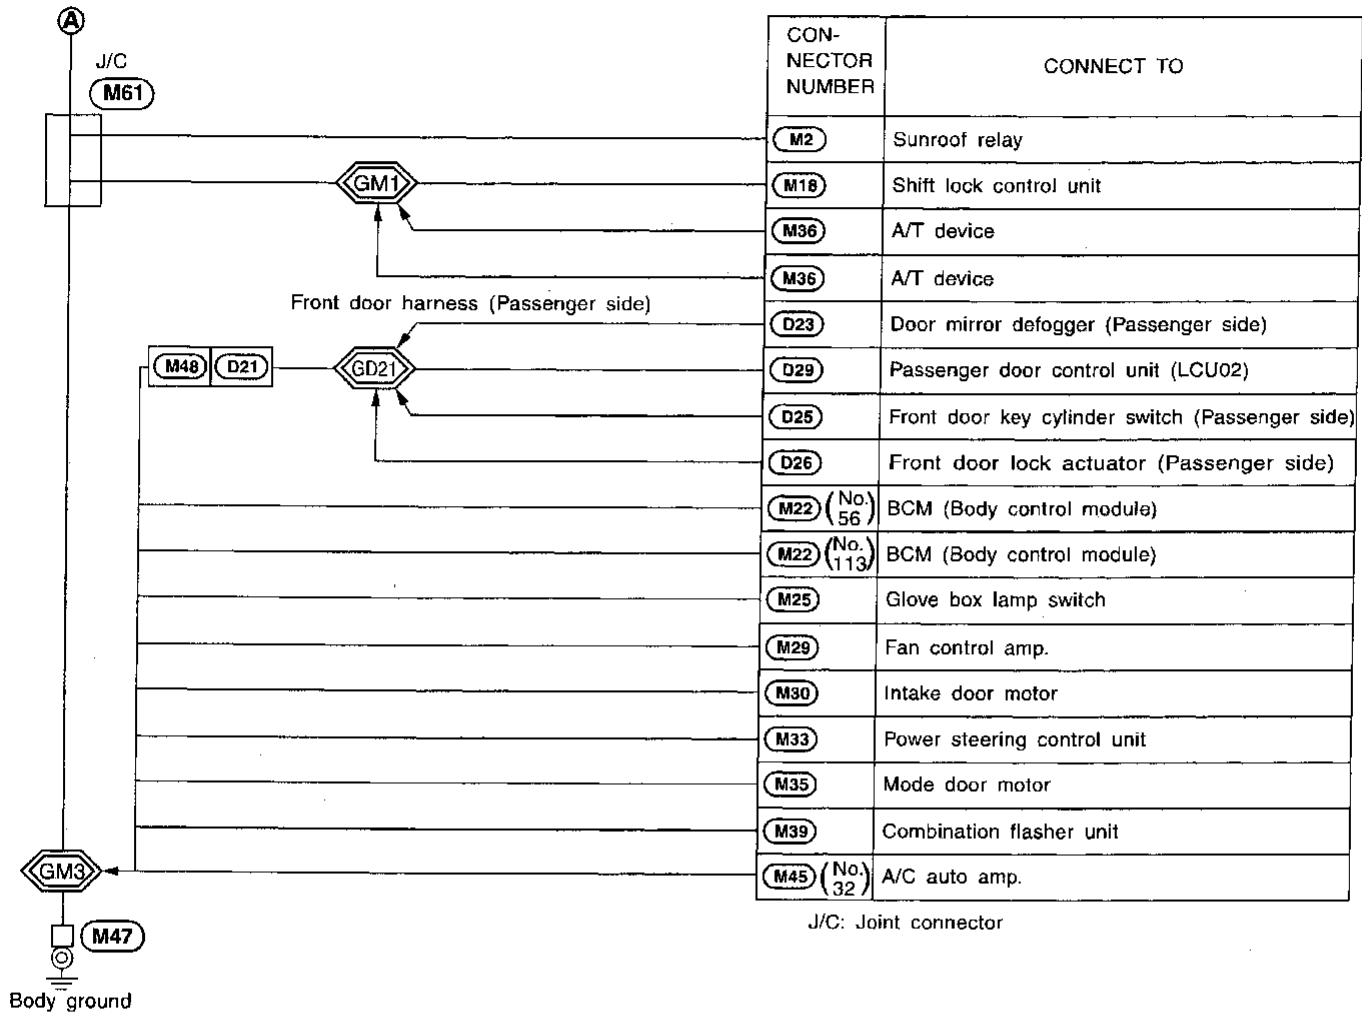 A
J/C
M61
CON-
NECTOR
NUMBER
CONNECT TO
M2 Sunroof relay
GM1
M18 Shift lock control unit
M36 A/T device
M36 A/T device
Front door harness (Passenger side)
D23 Door mirror defogger (Passenger side)
M48 D21 GD21
D29 Passenger door control unit (LCU02)
D25 Front door key cylinder switch (Passenger side)
D26 Front door lock actuator (Passenger side)
M22 (No. 56) BCM (Body control module)
M22 (No. 113) BCM (Body control module)
M25 Glove box lamp switch
M29 Fan control amp.
M30 Intake door motor
M33 Power steering control unit
M35 Mode door motor
M39 Combination flasher unit
GM3
M45 (No. 32) A/C auto amp.
J/C: Joint connector
M47
Body ground